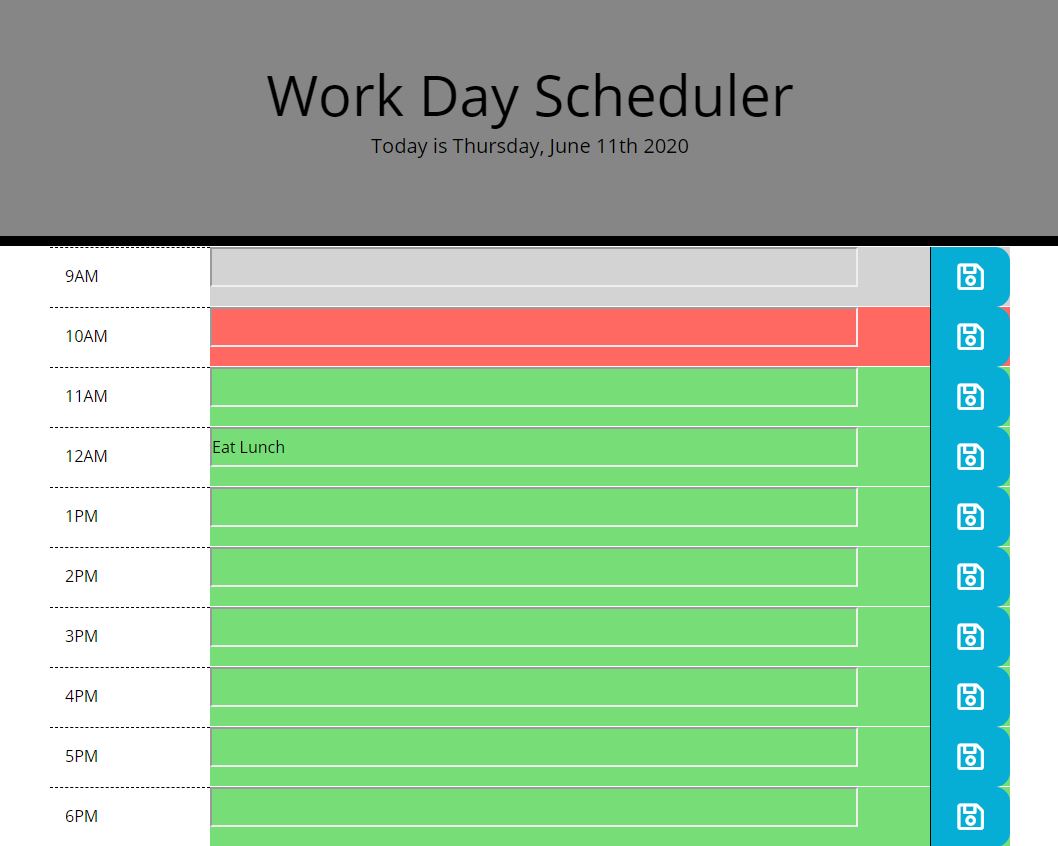 Work Day Scheduler
Today is Thursday, June 11th 2020
9AM
10AM
11AM
12AM Eat Lunch
1PM
2PM
3PM
4PM
5PM
6PM